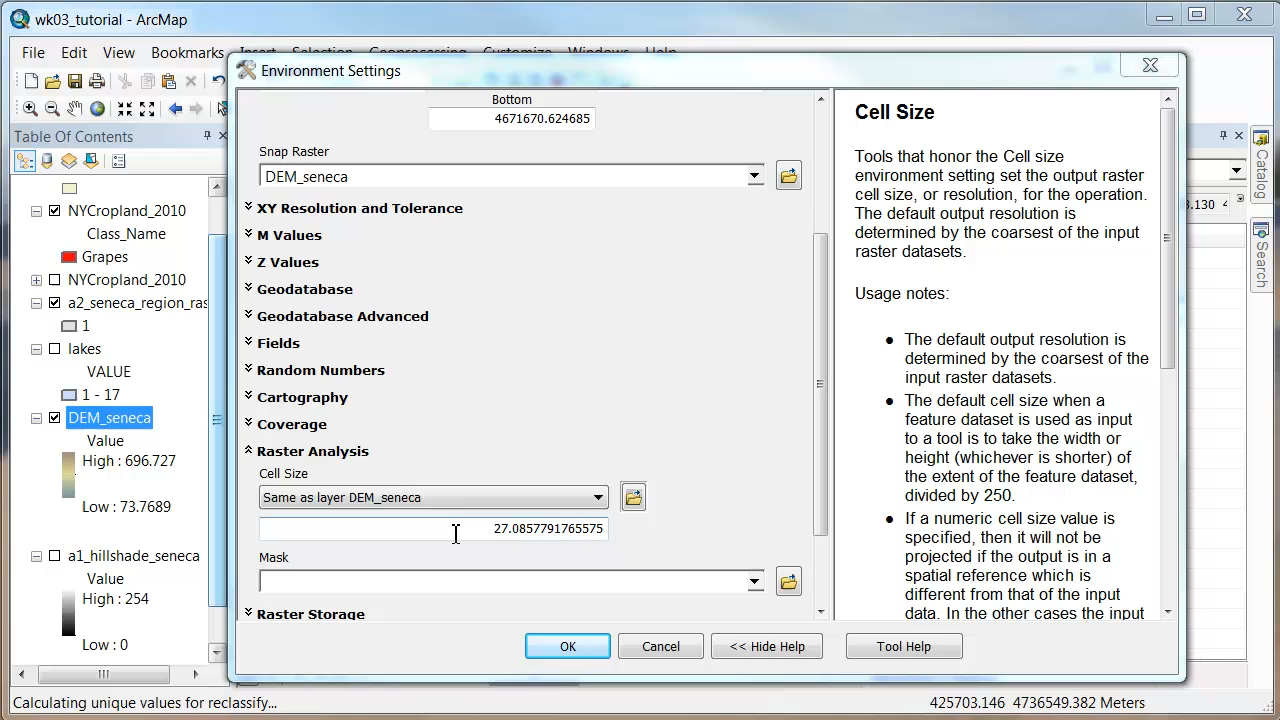 wk03_tutorial - ArcMap
File Edit View Bookmarks Insert Selection Geoprocessing Customize Windows Help
Environment Settings
Table Of Contents
NYCropland_2010
Class_Name
Grapes
NYCropland_2010
a2_seneca_region_ras
1
lakes
VALUE
1 - 17
DEM_seneca
Value
High : 696.727
Low : 73.7689
a1_hillshade_seneca
Value
High : 254
Low : 0
Bottom
4671670.624685
Snap Raster
DEM_seneca
XY Resolution and Tolerance
M Values
Z Values
Geodatabase
Geodatabase Advanced
Fields
Random Numbers
Cartography
Coverage
Raster Analysis
Cell Size
Same as layer DEM_seneca
27.0857791765575
Mask
Raster Storage
OK Cancel << Hide Help Tool Help
Cell Size
Tools that honor the Cell size
environment setting set the output raster
cell size, or resolution, for the operation.
The default output resolution is
determined by the coarsest of the input
raster datasets.
Usage notes:
● The default output resolution is
determined by the coarsest of the
input raster datasets.
● The default cell size when a
feature dataset is used as input
to a tool is to take the width or
height (whichever is shorter) of
the extent of the feature dataset,
divided by 250.
● If a numeric cell size value is
specified, then it will not be
projected if the output is in a
spatial reference which is
different from that of the input
data. In the other cases the input
Catalog
Search
Calculating unique values for reclassify...
425703.146 4736549.382 Meters